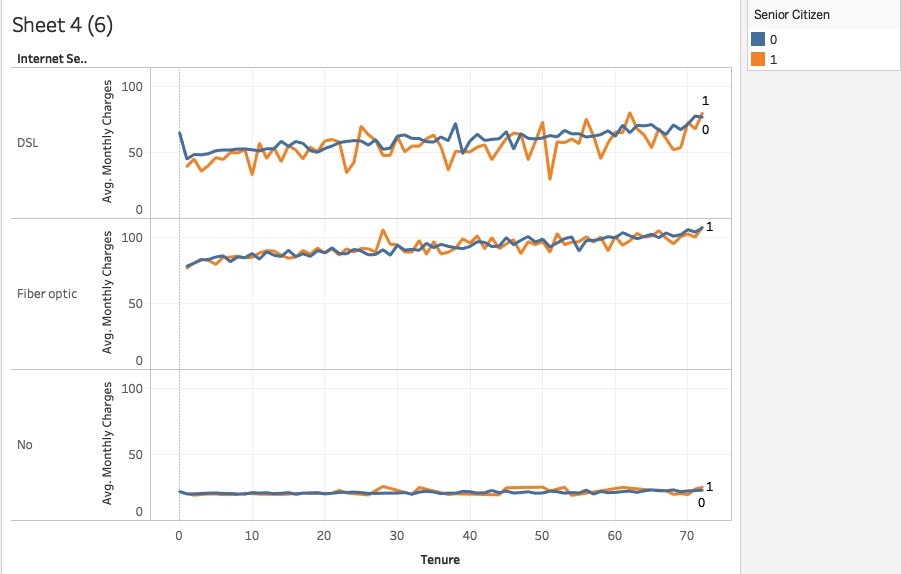 Sheet 4 (6)
Senior Citizen
0
1
Internet Se..
DSL
Avg. Monthly Charges
100
50
0
1
0
Fiber optic
Avg. Monthly Charges
100
50
0
1
No
Avg. Monthly Charges
100
50
0
1
0
0 10 20 30 40 50 60 70
Tenure